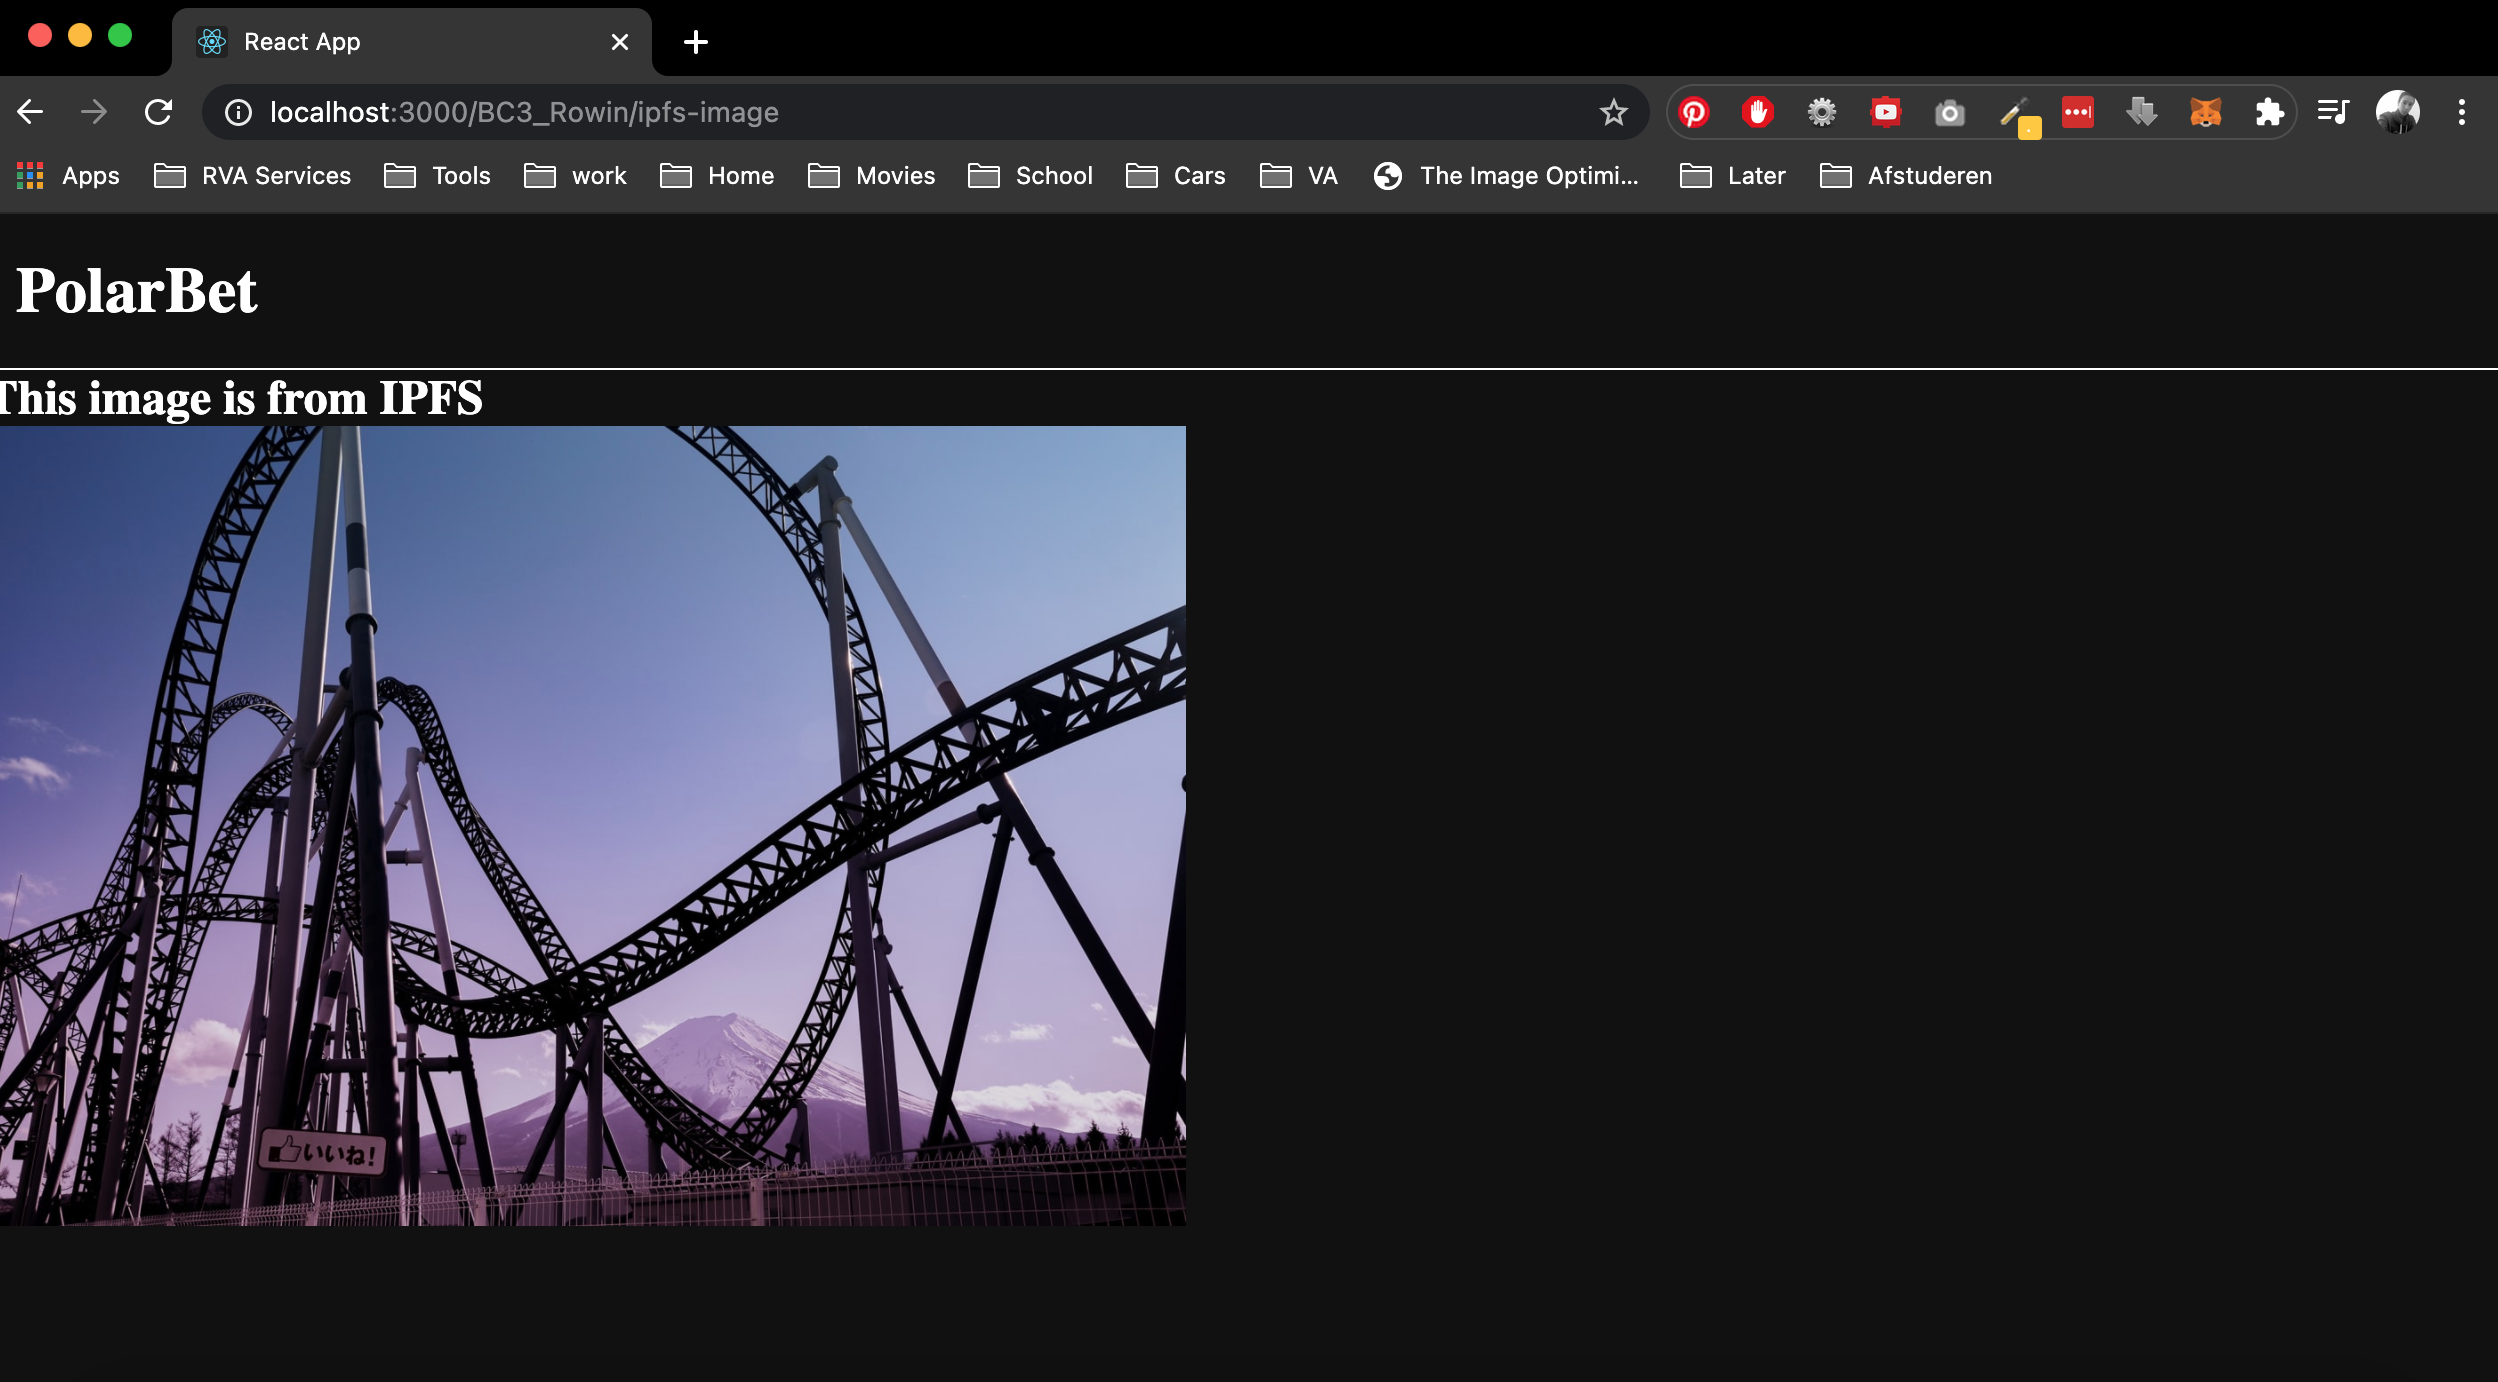 React App
localhost:3000/BC3_Rowin/ipfs-image
Apps RVA Services Tools work Home Movies School Cars VA The Image Optimi... Later Afstuderen
PolarBet
This image is from IPFS
いいね!